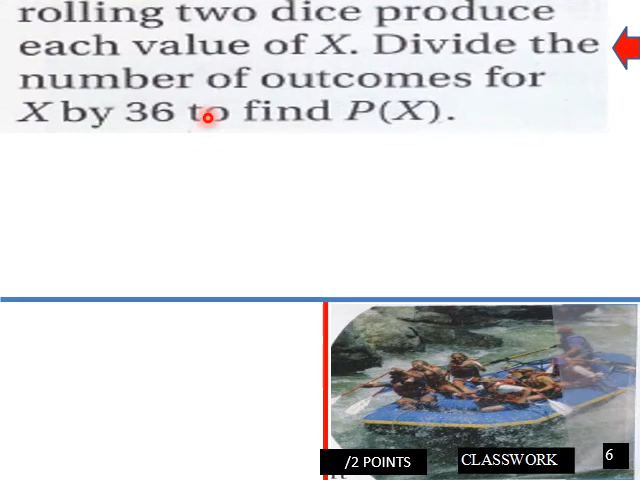 rolling two dice produce
each value of X. Divide the
number of outcomes for
X by 36 to find P(X).
/2 POINTS
CLASSWORK
6